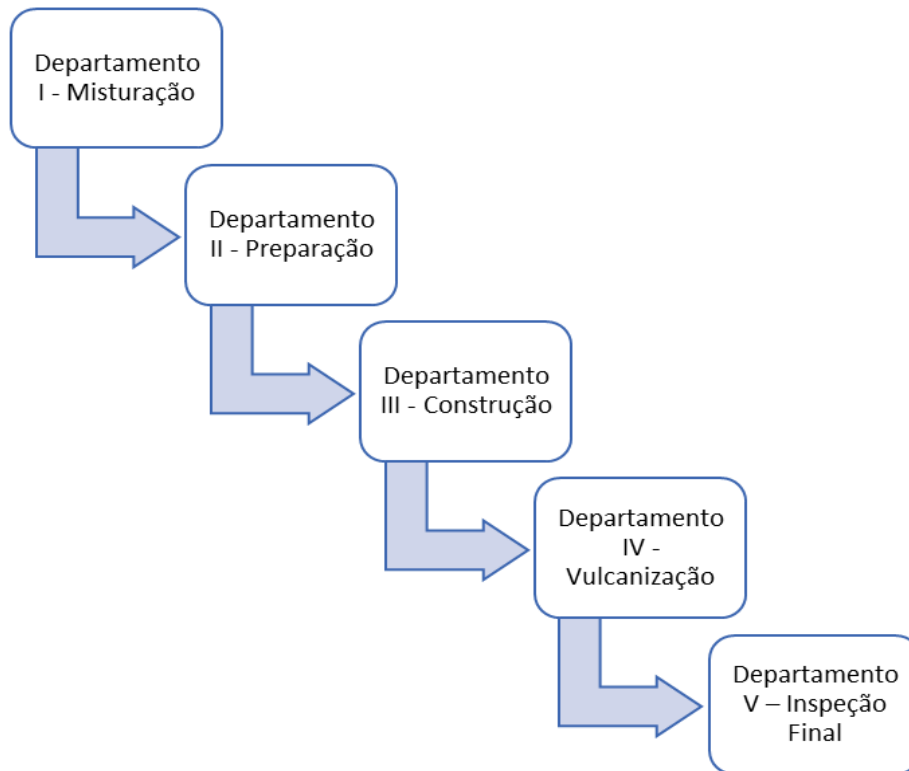 Departamento
I - Misturação
Departamento
II - Preparação
Departamento
III - Construção
Departamento
IV -
Vulcanização
Departamento
V – Inspeção
Final